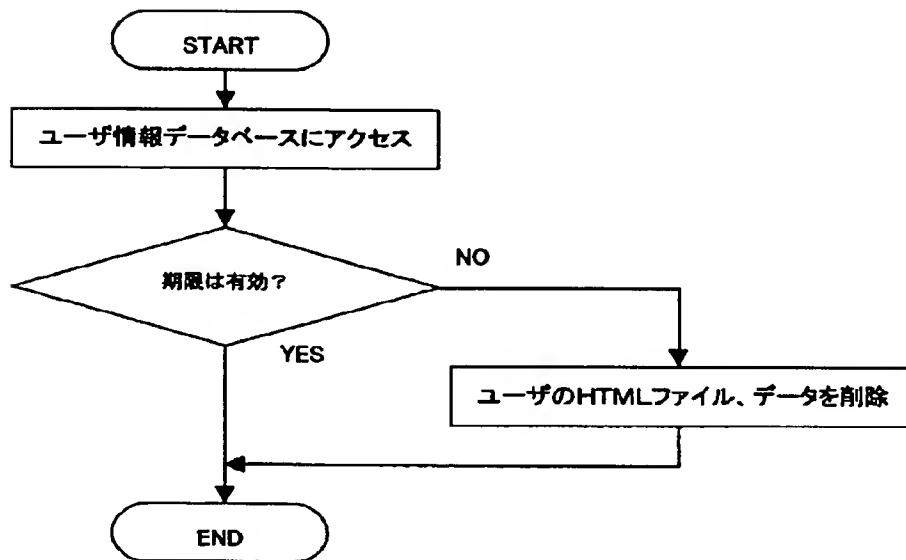 START
ユーザ情報データベースにアクセス
期限は有効？
NO
YES
ユーザのHTMLファイル、データを削除
END